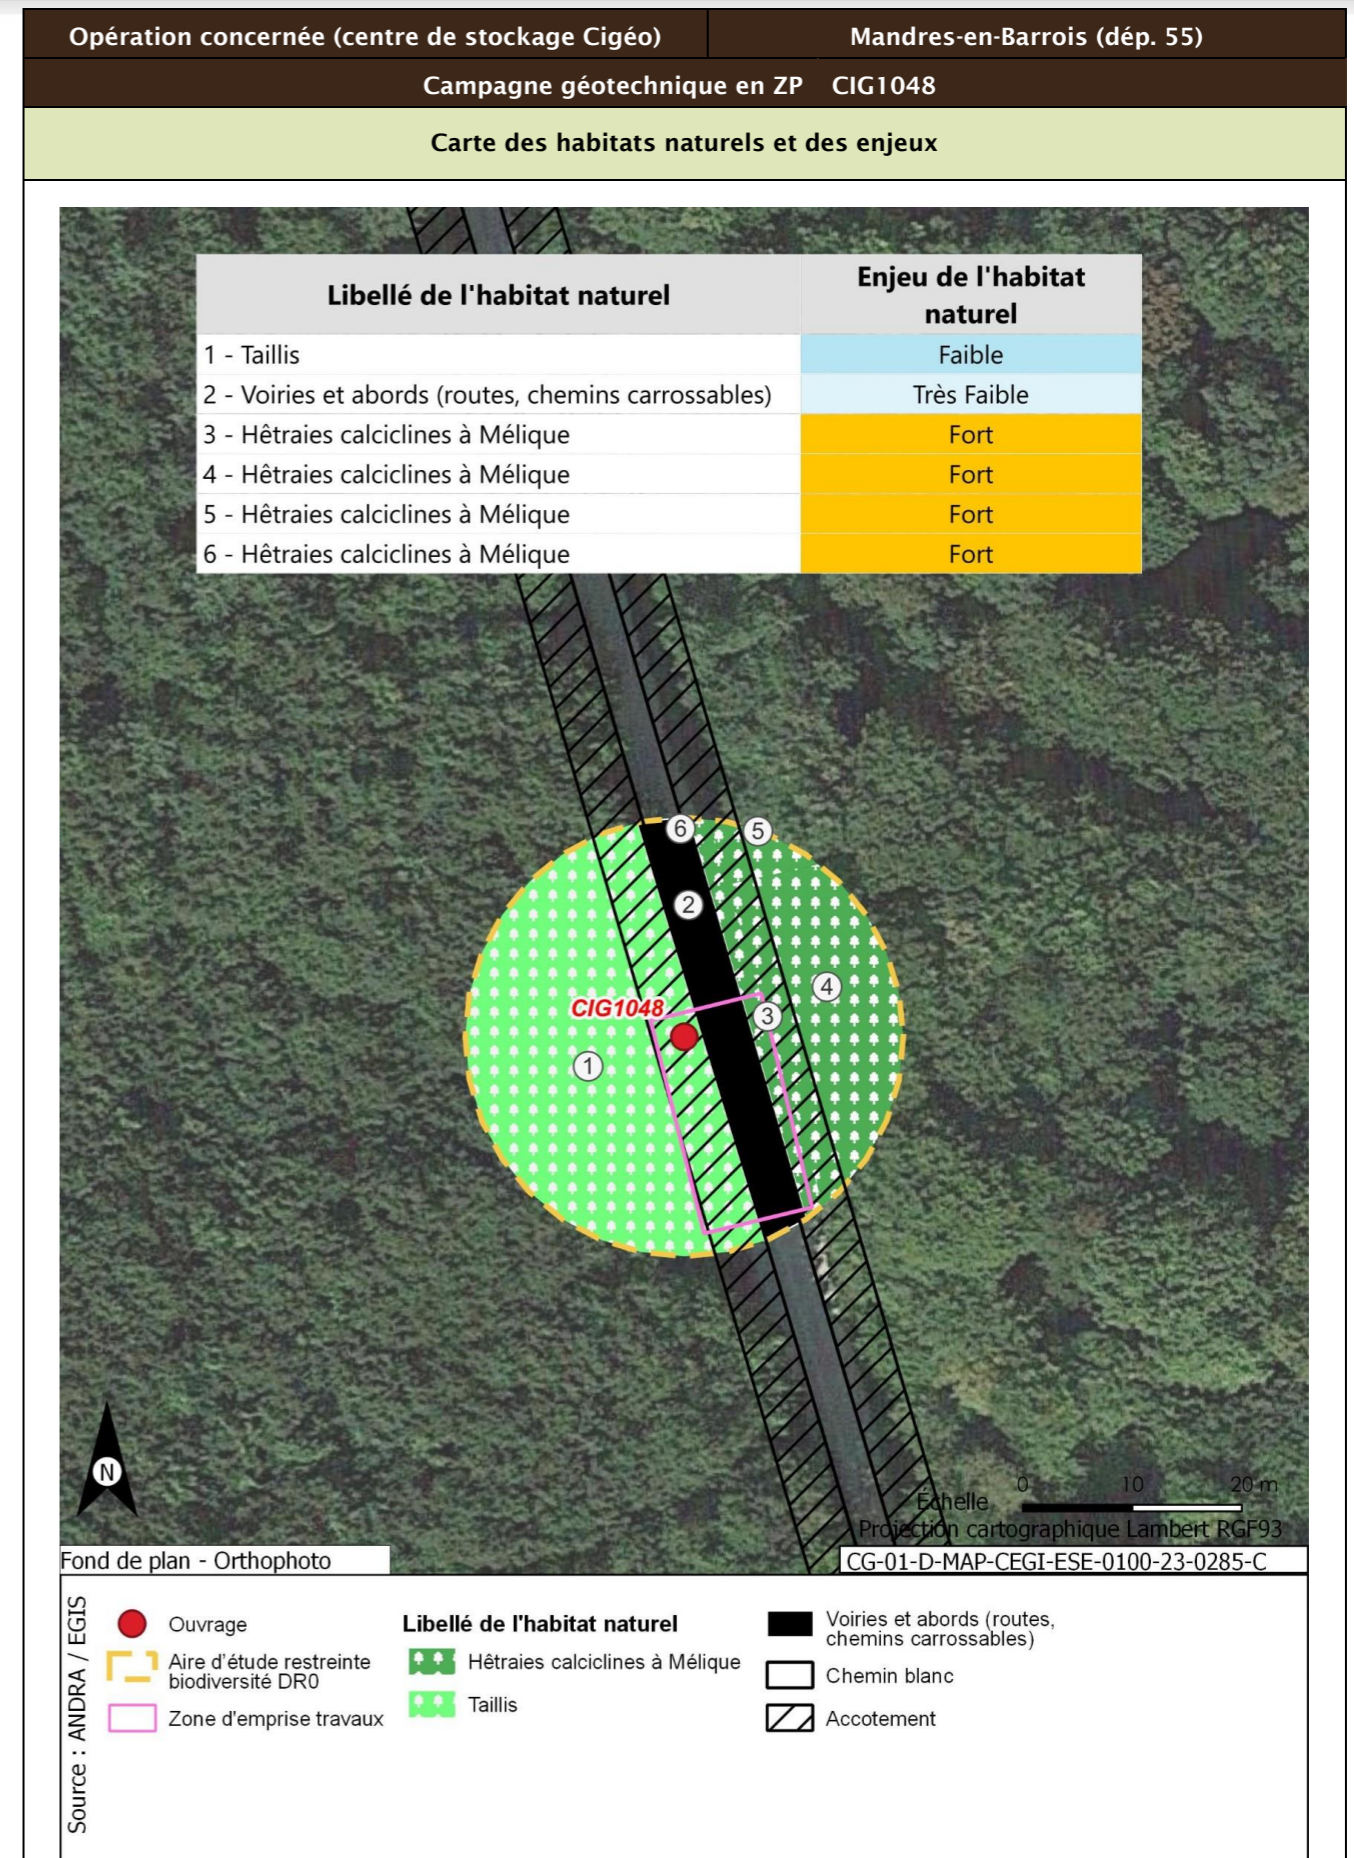 Opération concernée (centre de stockage Cigéo) Mandres-en-Barrois (dép. 55)
Campagne géotechnique en ZP CIG1048
Carte des habitats naturels et des enjeux
Libellé de l'habitat naturel Enjeu de l'habitat naturel
1 - Taillis Faible
2 - Voiries et abords (routes, chemins carrossables) Très Faible
3 - Hêtraies calciclines à Mélique Fort
4 - Hêtraies calciclines à Mélique Fort
5 - Hêtraies calciclines à Mélique Fort
6 - Hêtraies calciclines à Mélique Fort
6
5
2
4
CIG1048
3
1
N
0 10 20 m
Échelle
Projection cartographique Lambert RGF93
Fond de plan - Orthophoto
CG-01-D-MAP-CEGI-ESE-0100-23-0285-C
Source : ANDRA / EGIS
Ouvrage
Aire d'étude restreinte
biodiversité DR0
Zone d'emprise travaux
Libellé de l'habitat naturel
Hêtraies calciclines à Mélique
Taillis
Voiries et abords (routes,
chemins carrossables)
Chemin blanc
Accotement